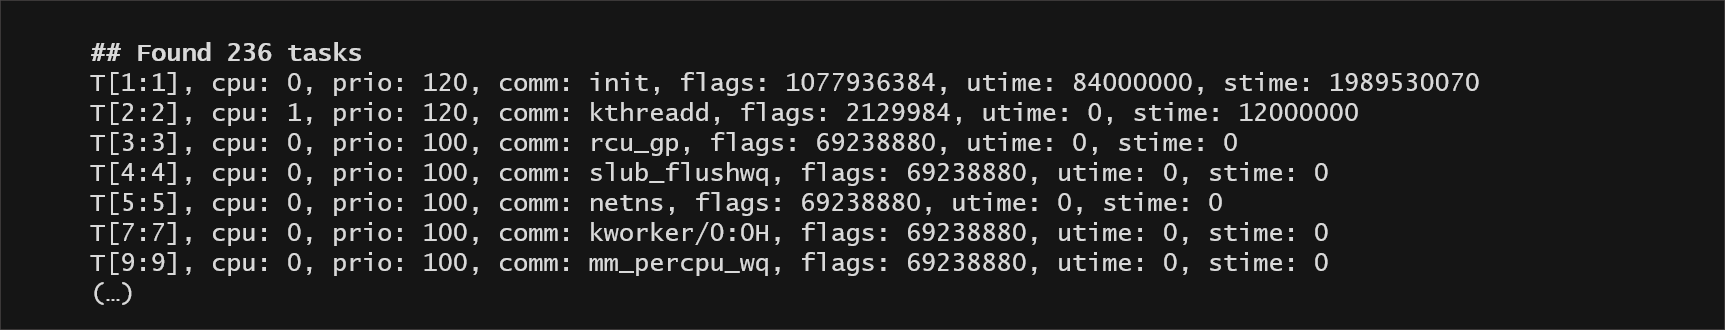 ## Found 236 tasks
T[1:1], cpu: 0, prio: 120, comm: init, flags: 1077936384, utime: 84000000, stime: 1989530070
T[2:2], cpu: 1, prio: 120, comm: kthreadd, flags: 2129984, utime: 0, stime: 12000000
T[3:3], cpu: 0, prio: 100, comm: rcu_gp, flags: 69238880, utime: 0, stime: 0
T[4:4], cpu: 0, prio: 100, comm: slub_flushwq, flags: 69238880, utime: 0, stime: 0
T[5:5], cpu: 0, prio: 100, comm: netns, flags: 69238880, utime: 0, stime: 0
T[7:7], cpu: 0, prio: 100, comm: kworker/0:0H, flags: 69238880, utime: 0, stime: 0
T[9:9], cpu: 0, prio: 100, comm: mm_percpu_wq, flags: 69238880, utime: 0, stime: 0
(…)